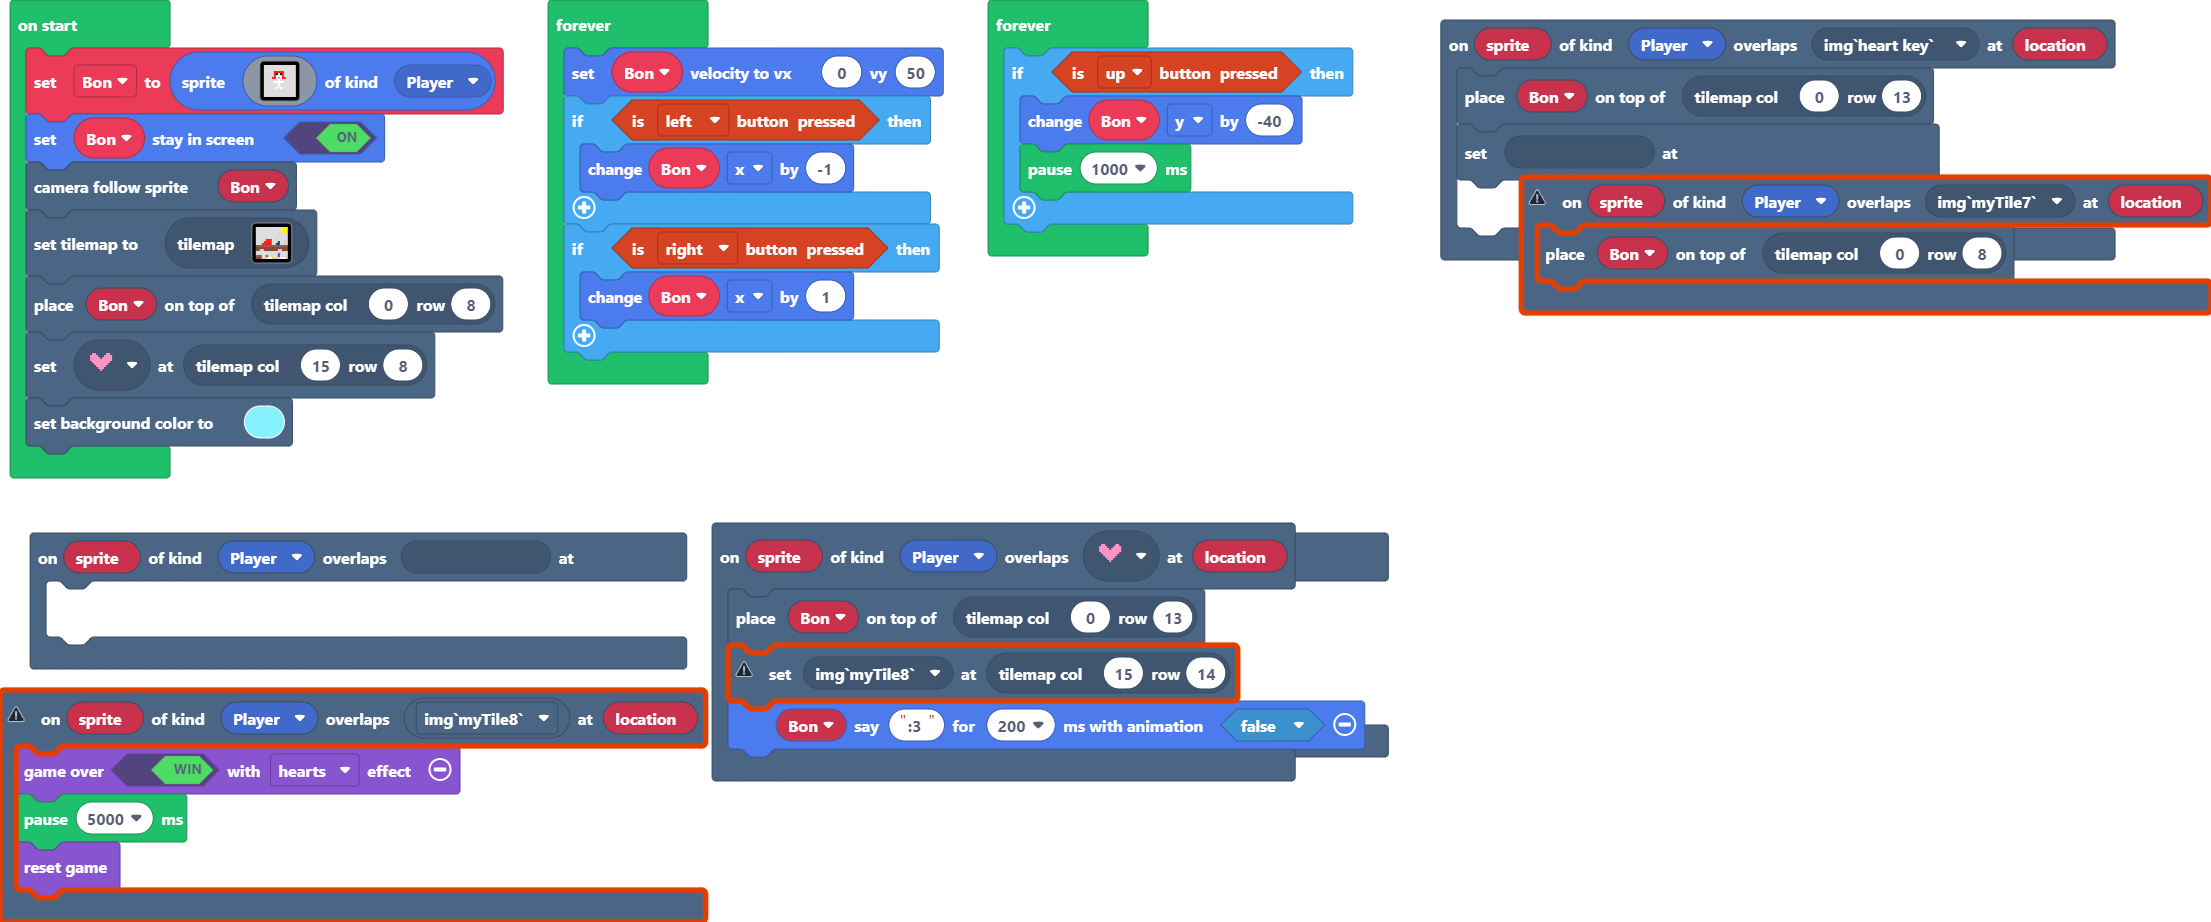 on start
set Bon to sprite of kind Player
set Bon stay in screen ON
camera follow sprite Bon
set tilemap to tilemap
place Bon on top of tilemap col 0 row 8
set at tilemap col 15 row 8
set background color to
forever
set Bon velocity to vx 0 vy 50
if is left button pressed then
change Bon x by -1
if is right button pressed then
change Bon x by 1
forever
if is up button pressed then
change Bon y by -40
pause 1000 ms
on sprite of kind Player overlaps img`heart key` at location
place Bon on top of tilemap col 0 row 13
set at
on sprite of kind Player overlaps img`myTile7` at location
place Bon on top of tilemap col 0 row 8
on sprite of kind Player overlaps at
on sprite of kind Player overlaps img`myTile8` at location
game over WIN with hearts effect
pause 5000 ms
reset game
on sprite of kind Player overlaps at location
place Bon on top of tilemap col 0 row 13
set img`myTile8` at tilemap col 15 row 14
Bon say ":3 " for 200 ms with animation false